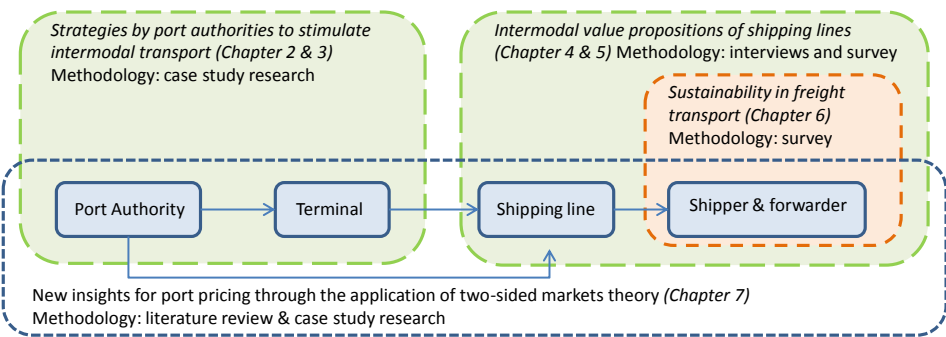 Strategies by port authorities to stimulate
intermodal transport (Chapter 2 & 3)
Methodology: case study research
Intermodal value propositions of shipping lines
(Chapter 4 & 5) Methodology: interviews and survey
Sustainability in freight
transport (Chapter 6)
Methodology: survey
Port Authority
Terminal
Shipping line
Shipper & forwarder
New insights for port pricing through the application of two-sided markets theory (Chapter 7)
Methodology: literature review & case study research